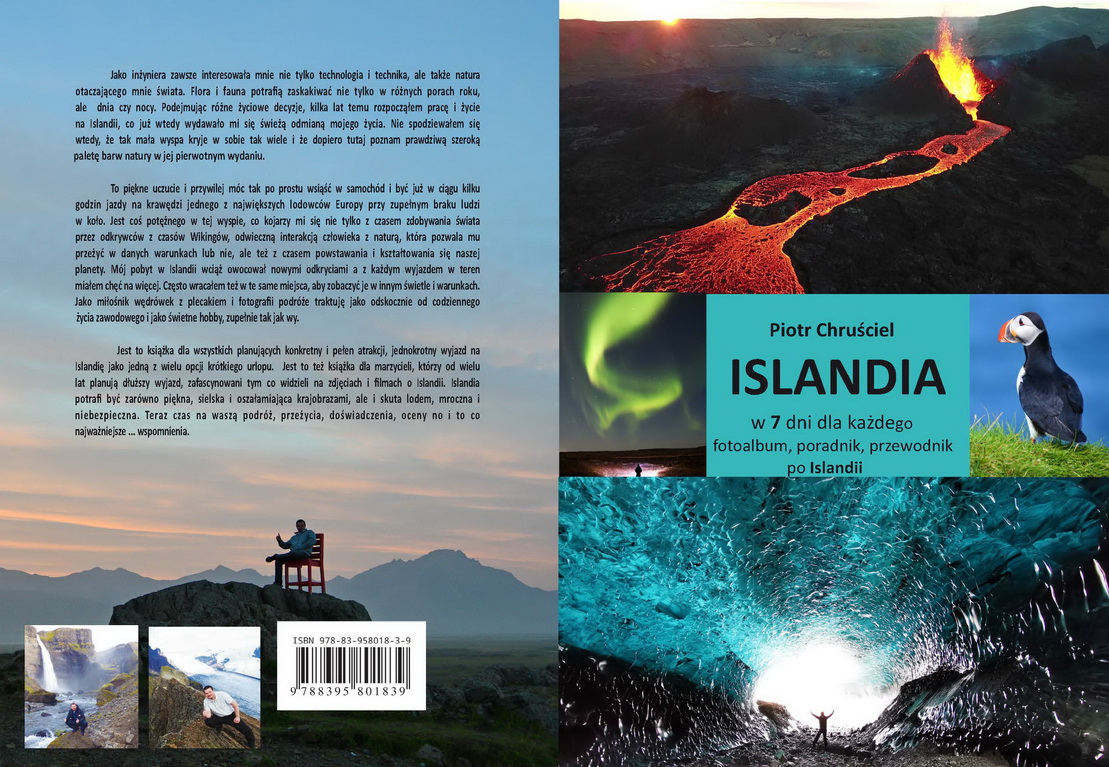 Jako inżyniera zawsze interesowała mnie nie tylko technologia i technika, ale także natura
otaczającego mnie świata. Flora i fauna potrafią zaskakiwać nie tylko w różnych porach roku,
ale dnia czy nocy. Podejmując różne życiowe decyzje, kilka lat temu rozpocząłem pracę i życie
na Islandii, co już wtedy wydawało mi się świeżą odmianą mojego życia. Nie spodziewałem się
wtedy, że tak mała wyspa kryje w sobie tak wiele i że dopiero tutaj poznam prawdziwą szeroką
paletę barw natury w jej pierwotnym wydaniu.
To piękne uczucie i przywilej móc tak po prostu wsiąść w samochód i być już w ciągu kilku
godzin jazdy na krawędzi jednego z największych lodowców Europy przy zupełnym braku ludzi
w koło. Jest coś potężnego w tej wyspie, co kojarzy mi się nie tylko z czasem zdobywania świata
przez odkrywców z czasów Wikingów, odwieczną interakcją człowieka z naturą, która pozwala mu
przeżyć w danych warunkach lub nie, ale też z czasem powstawania i kształtowania się naszej
planety. Mój pobyt w Islandii wciąż owocował nowymi odkryciami a z każdym wyjazdem w teren
miałem chęć na więcej. Często wracałem też w te same miejsca, aby zobaczyć je w innym świetle i warunkach.
Jako miłośnik wędrówek z plecakiem i fotografii podróże traktuję jako odskocznie od codziennego
życia zawodowego i jako świetne hobby, zupełnie tak jak wy.
Jest to książka dla wszystkich planujących konkretny i pełen atrakcji, jednokrotny wyjazd na
Islandię jako jedną z wielu opcji krótkiego urlopu. Jest to też książka dla marzycieli, którzy od wielu
lat planują dłuższy wyjazd, zafascynowani tym co widzieli na zdjęciach i filmach o Islandii. Islandia
potrafi być zarówno piękna, sielska i oszałamiająca krajobrazami, ale i skuta lodem, mroczna i
niebezpieczna. Teraz czas na waszą podróż, przeżycia, doświadczenia, oceny no i to co
najważniejsze ... wspomnienia.
ISBN 978-83-958018-3-9
9 788395 801839
Piotr Chruściel
ISLANDIA
w 7 dni dla każdego
fotoalbum, poradnik, przewodnik
po Islandii